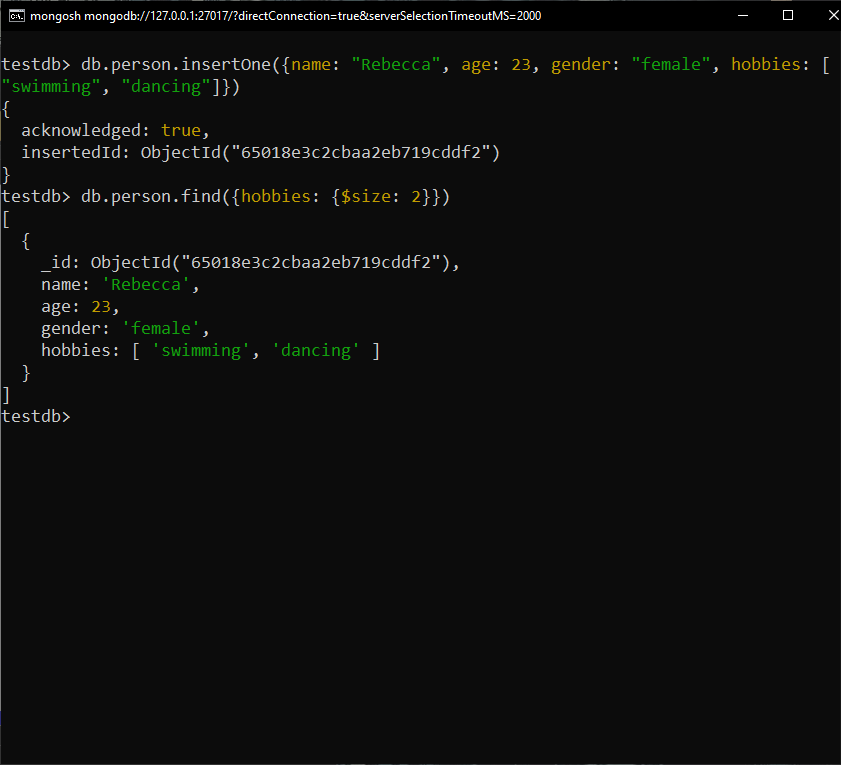 mongosh mongodb://127.0.0.1:27017/?directConnection=true&serverSelectionTimeoutMS=2000
testdb> db.person.insertOne({name: "Rebecca", age: 23, gender: "female", hobbies: [
"swimming", "dancing"]})
{
  acknowledged: true,
  insertedId: ObjectId("65018e3c2cbaa2eb719cddf2")
}
testdb> db.person.find({hobbies: {$size: 2}})
[
  {
    _id: ObjectId("65018e3c2cbaa2eb719cddf2"),
    name: 'Rebecca',
    age: 23,
    gender: 'female',
    hobbies: [ 'swimming', 'dancing' ]
  }
]
testdb>